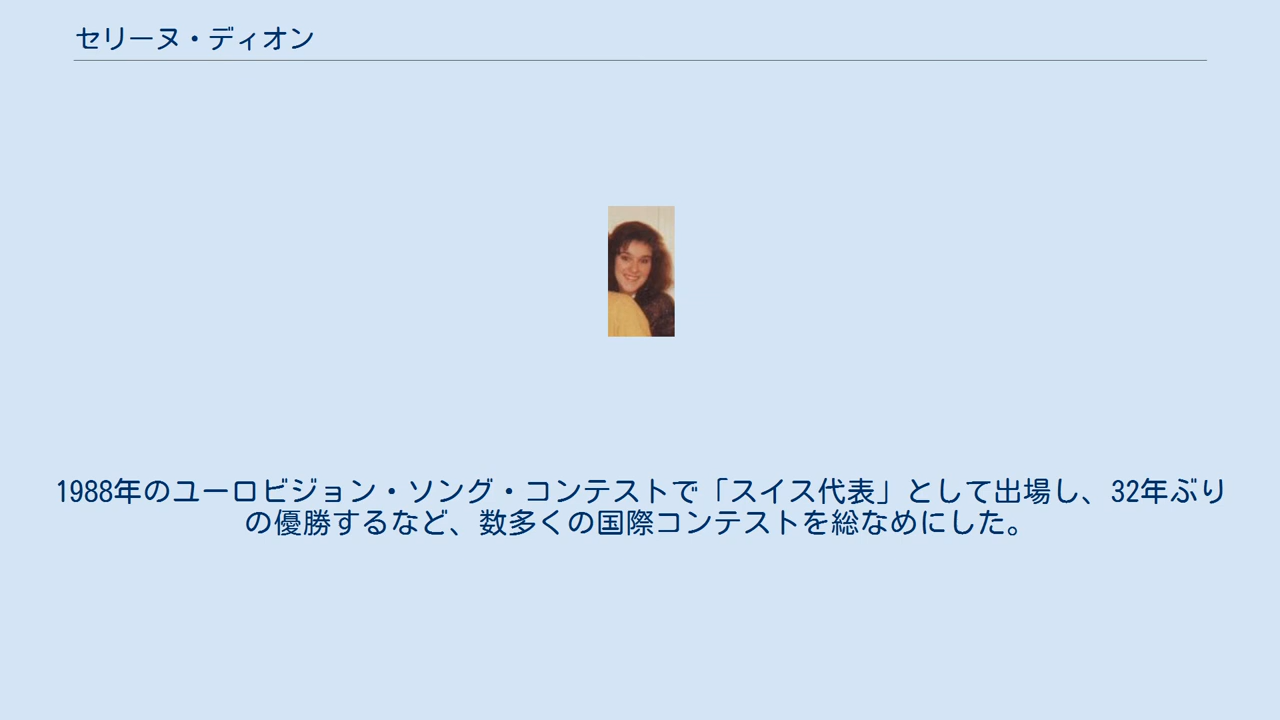 セリーヌ・ディオン
1988年のユーロビジョン・ソング・コンテストで「スイス代表」として出場し、32年ぶり
の優勝するなど、数多くの国際コンテストを総なめにした。